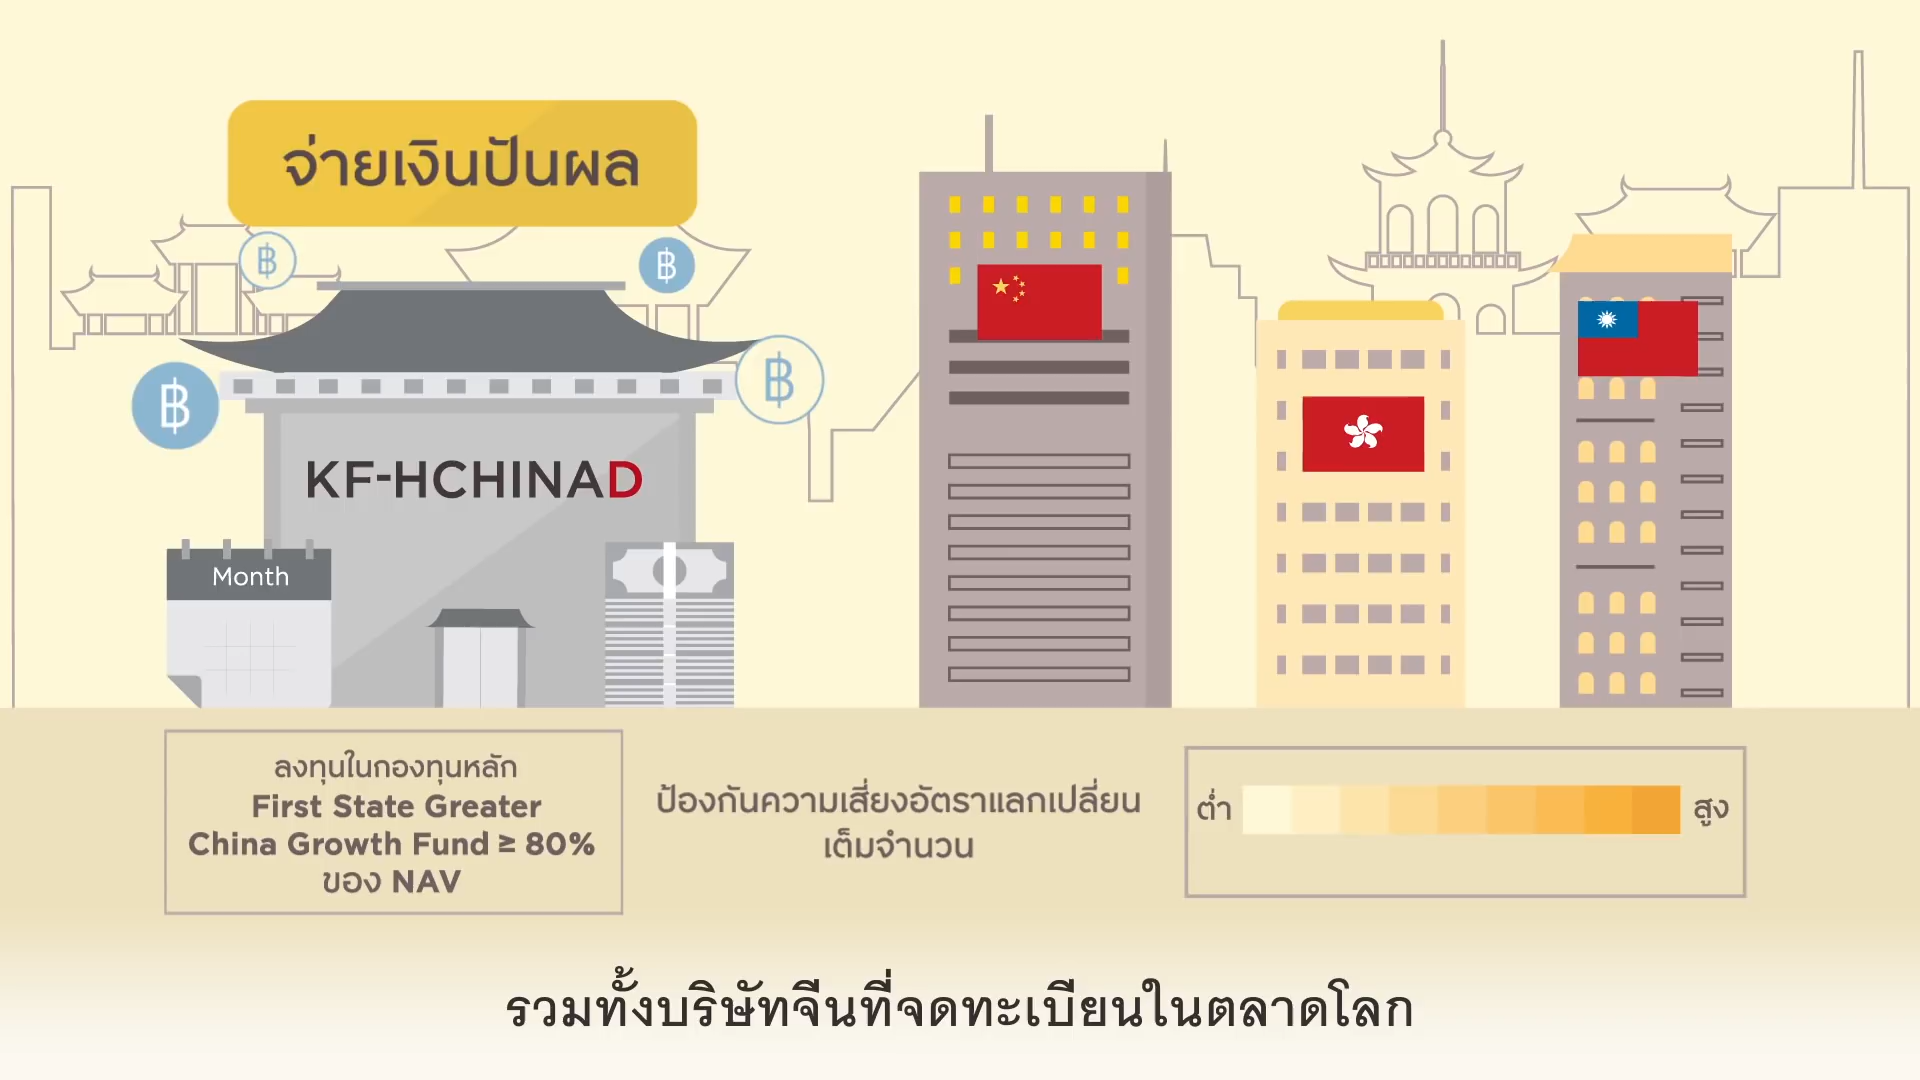 จ่ายเงินปันผล
฿
฿
฿
฿
KF-HCHINAD
Month
ลงทุนในกองทุนหลัก
First State Greater
China Growth Fund ≥ 80%
ของ NAV
ป้องกันความเสี่ยงอัตราแลกเปลี่ยน
เต็มจำนวน
ต่ำ
สูง
รวมทั้งบริษัทจีนที่จดทะเบียนในตลาดโลก